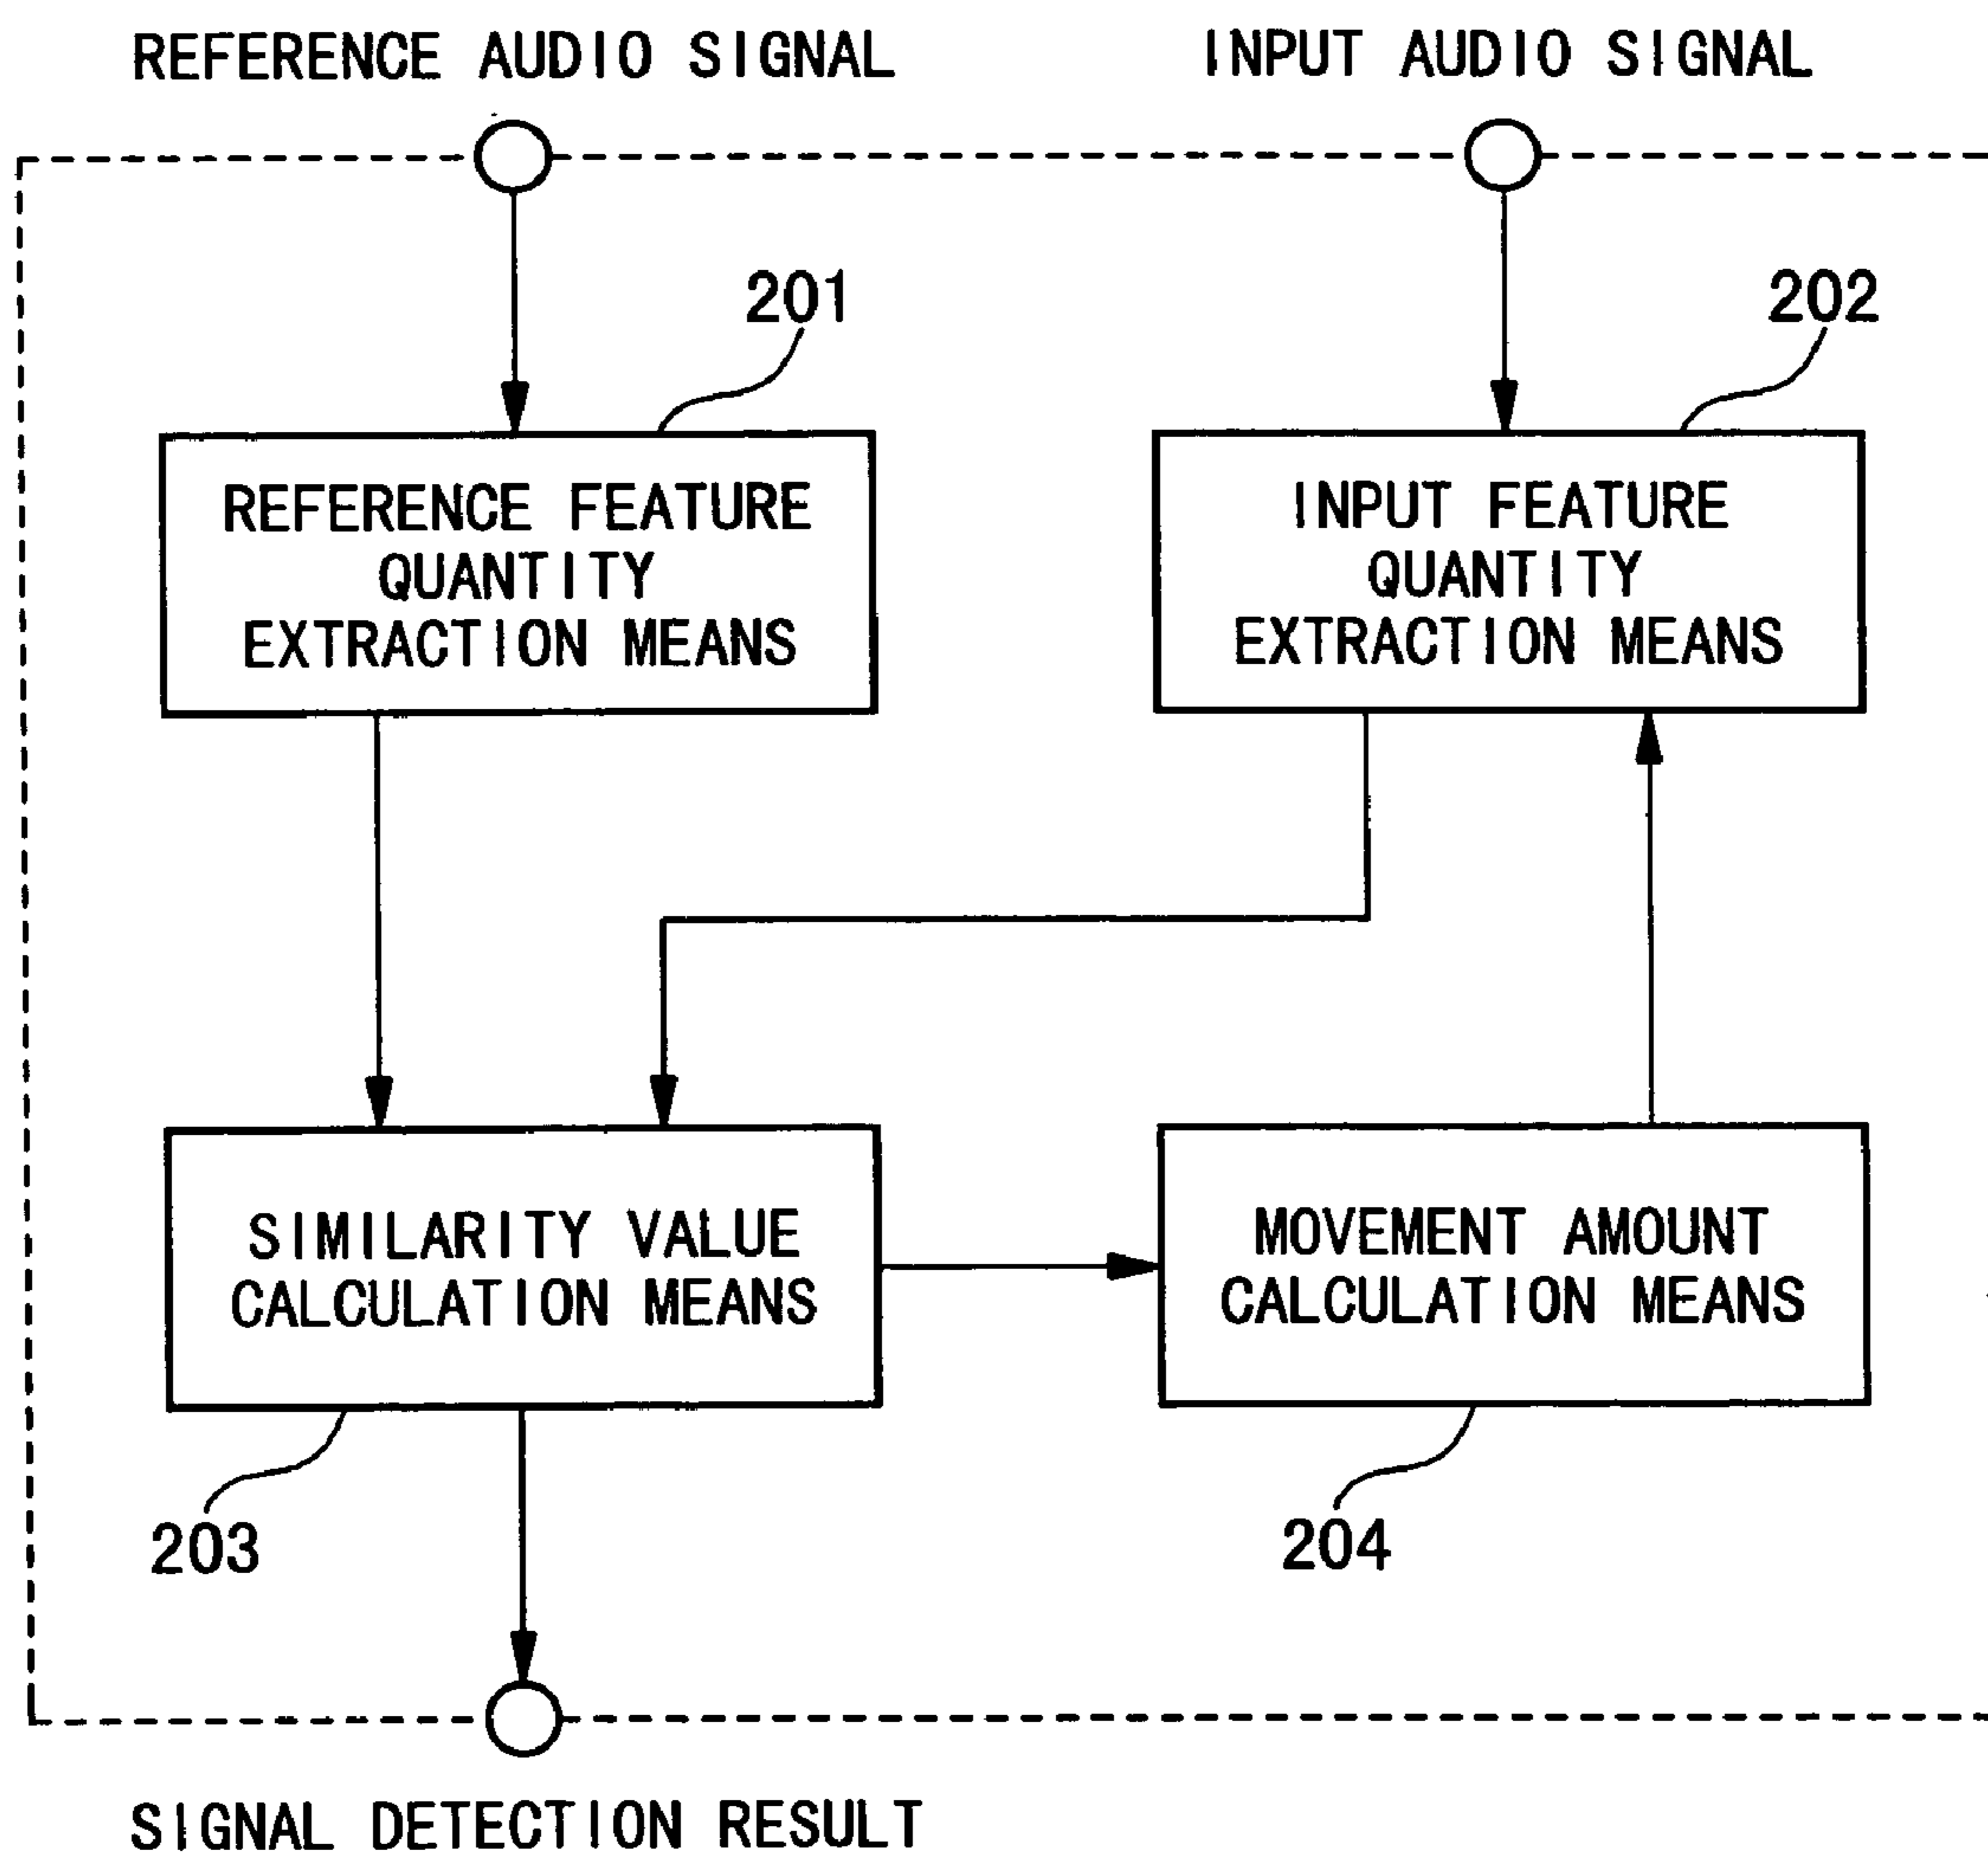 REFERENCE AUDIO SIGNAL
INPUT AUDIO SIGNAL
201
202
REFERENCE FEATURE
QUANTITY
EXTRACTION MEANS
INPUT FEATURE
QUANTITY
EXTRACTION MEANS
SIMILARITY VALUE
CALCULATION MEANS
MOVEMENT AMOUNT
CALCULATION MEANS
203
204
SIGNAL DETECTION RESULT